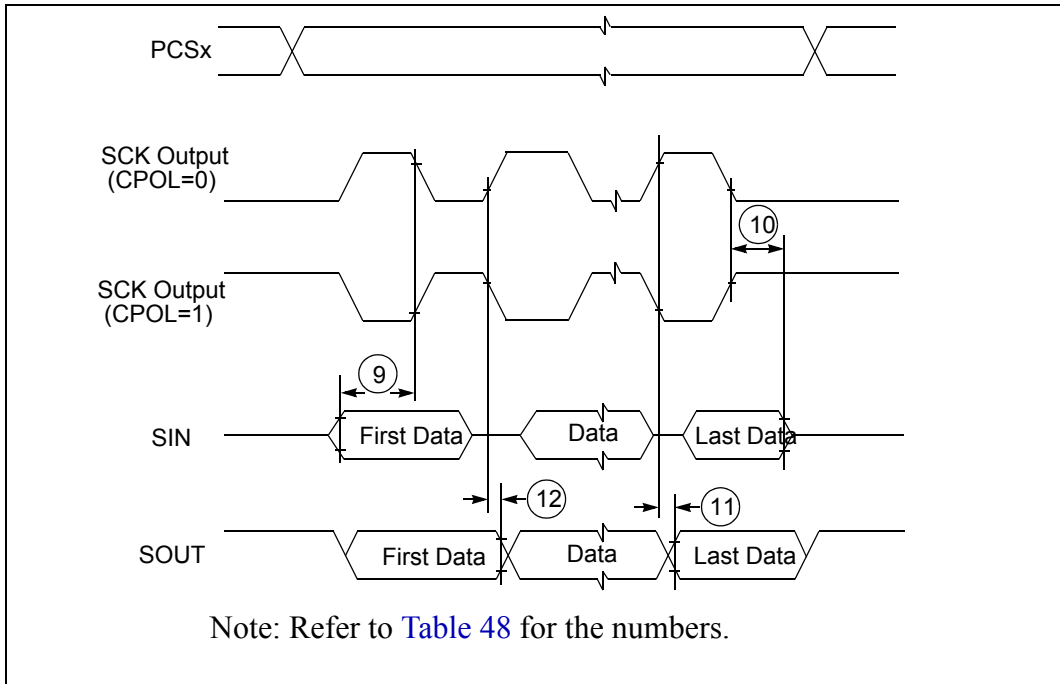 PCSx
SCK Output
(CPOL=0)
10
SCK Output
(CPOL=1)
9
SIN
First Data
Data
Last Data
12
11
SOUT
First Data
Data
Last Data
Note: Refer to Table 48 for the numbers.